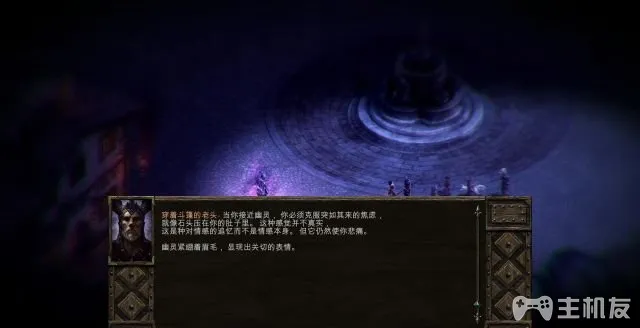 穿着斗篷的老头-当你接近幽灵，你必须克服突如其来的焦虑，
就像石头压在你的肚子里。 这种感觉并不真实
这是种对情感的追忆而不是情感本身。 但它仍然使你悲痛。
幽灵紧绷着眉毛，显现出关切的表情。
主机友